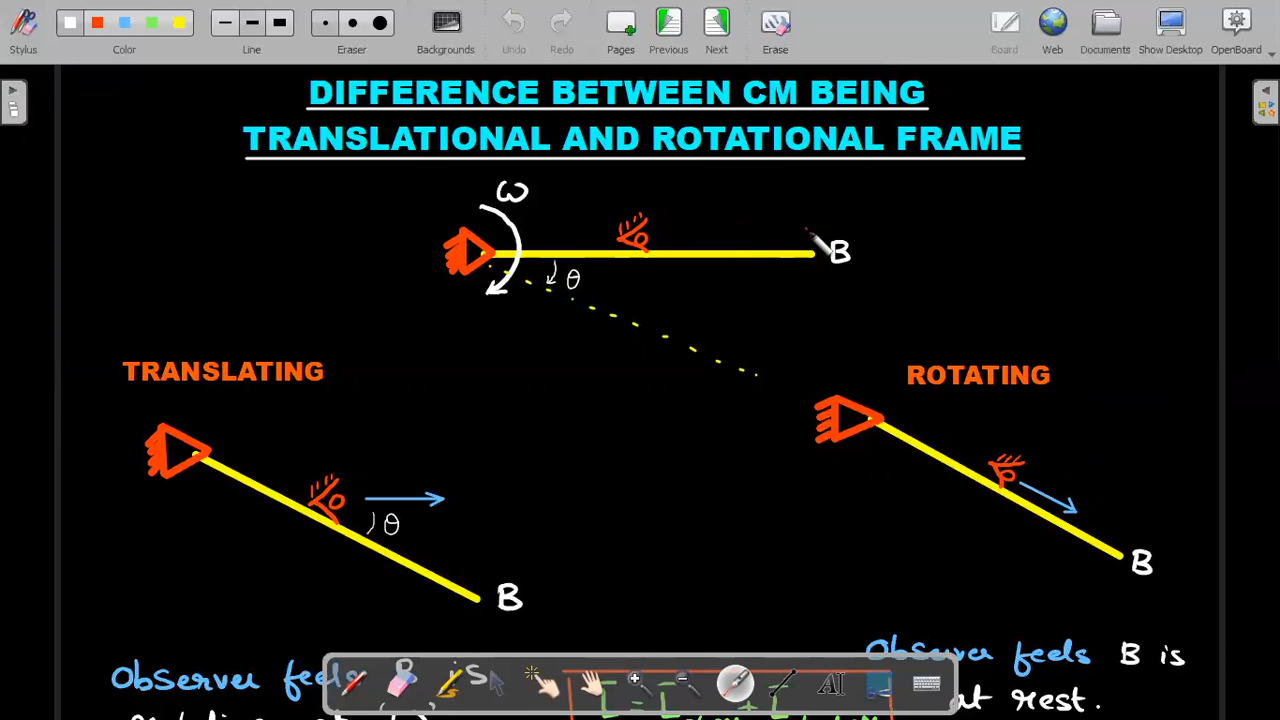 Stylus
Color
Line
Eraser
Backgrounds
Undo
Redo
Pages
Previous
Next
Erase
Board
Web
Documents
Show Desktop
OpenBoard
DIFFERENCE BETWEEN CM BEING
TRANSLATIONAL AND ROTATIONAL FRAME
ω
B
θ
TRANSLATING
ROTATING
θ
B
B
Observer feels
Observer feels B is
at rest.